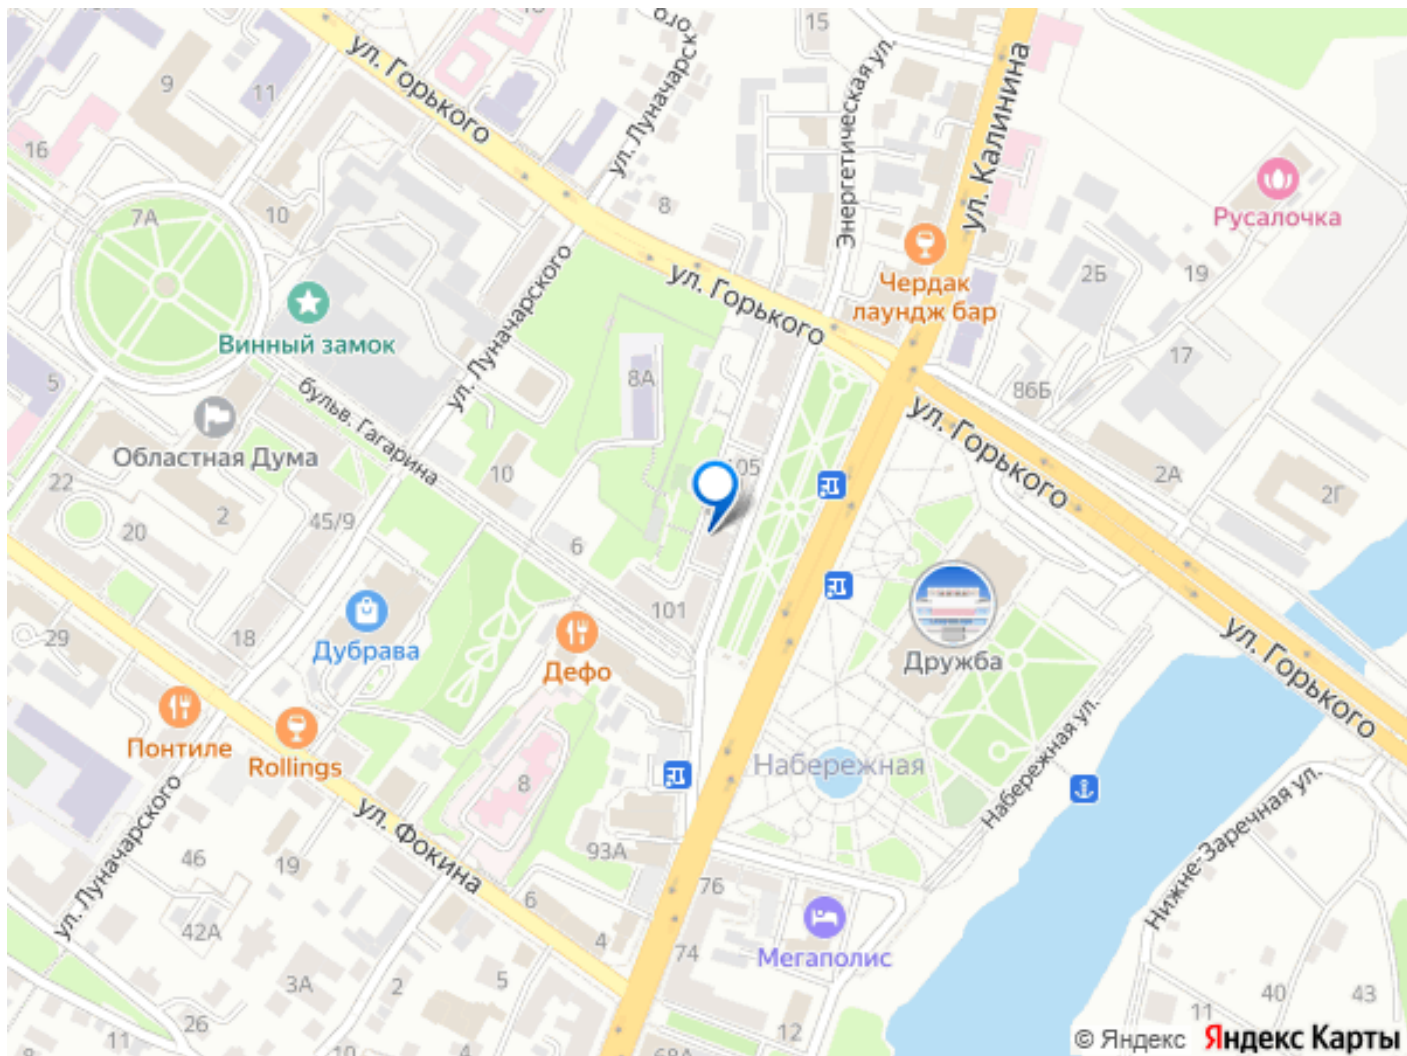 ул. Горького
ул. Луначарского
15
Энергетическая ул.
ул. Калинина
9
11
16
7А
10
8
Русалочка
Чердак
лаундж бар
2Б
19
ул. Горького
17
Винный замок
ул. Луначарского
8А
5
86Б
бульв. Гагарина
ул. Горького
Областная Дума
105
10
2А
2Г
22
2
20
45/9
6
101
29
18
Дубрава
Дефо
Дружба
ул. Горького
Понтиле
Rollings
8
Набережная
Набережная ул.
Нижне-Заречная ул.
ул. Луначарского
ул. Фокина
46
19
93А
76
6
42А
4
74
Мегаполис
3А
2
5
26
11
10
4
68А
12
11
40
43
© Яндекс Яндекс Карты